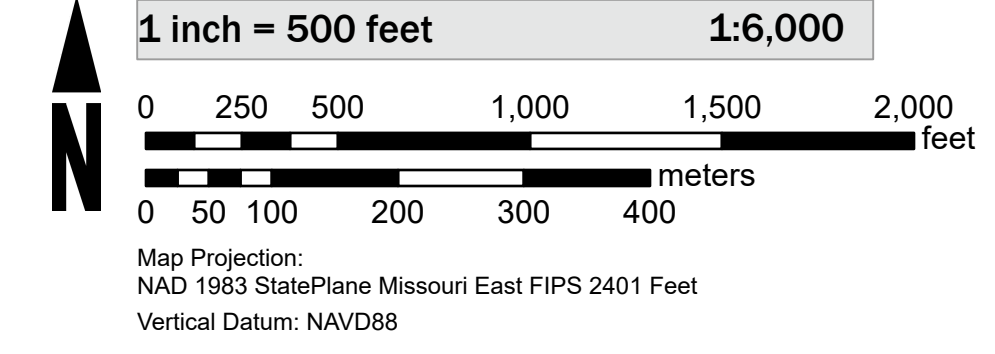 1 inch = 500 feet 1:6,000
0 250 500 1,000 1,500 2,000
feet
meters
0 50 100 200 300 400
N
Map Projection:
NAD 1983 StatePlane Missouri East FIPS 2401 Feet
Vertical Datum: NAVD88